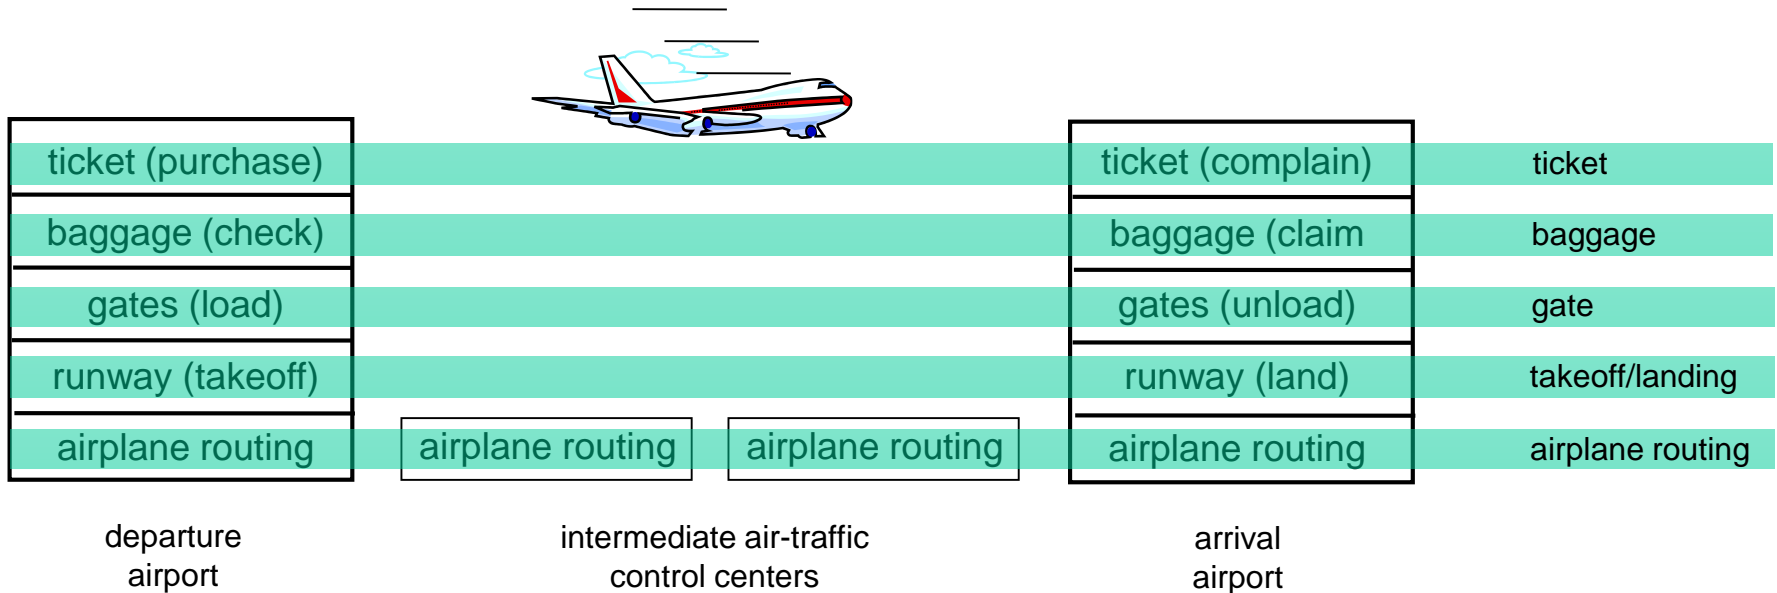 ticket (purchase) ticket (complain) ticket
baggage (check) baggage (claim baggage
gates (load) gates (unload) gate
runway (takeoff) runway (land) takeoff/landing
airplane routing airplane routing airplane routing airplane routing airplane routing
departure
airport
intermediate air-traffic
control centers
arrival
airport